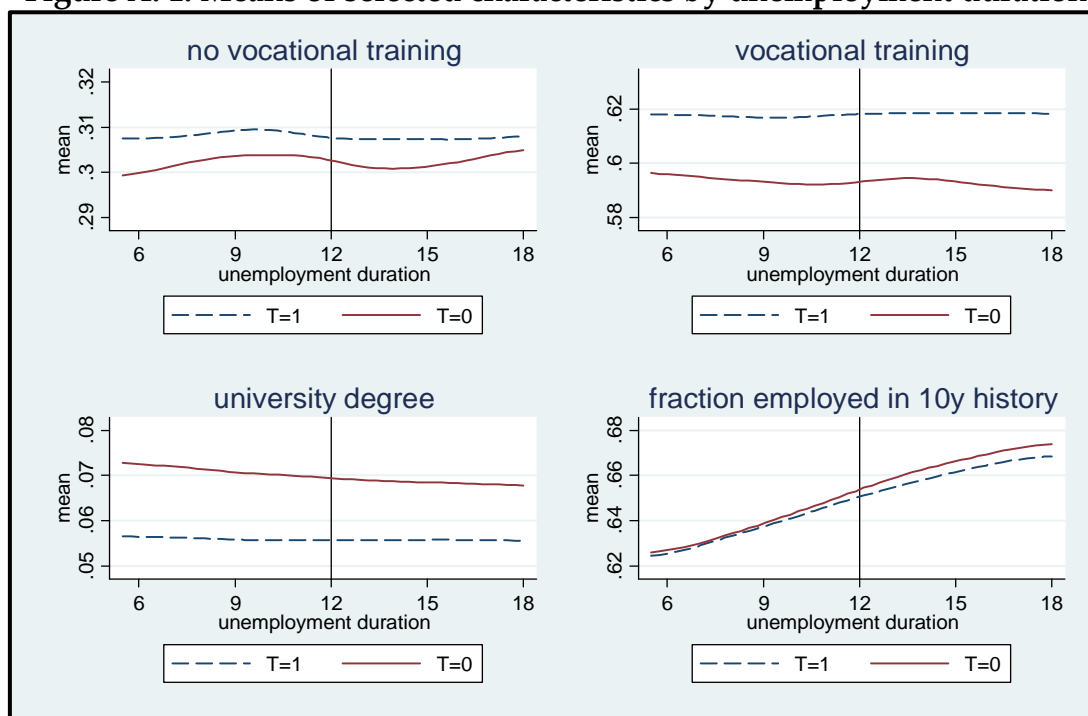 Figure A. 1. Means of selected characteristics by unemployment duration
no vocational training
mean
.32
.31
.3
.29
6 9 12 15 18
unemployment duration
T=1 T=0
vocational training
mean
.62
.6
.58
6 9 12 15 18
unemployment duration
T=1 T=0
university degree
mean
.08
.07
.06
.05
6 9 12 15 18
unemployment duration
T=1 T=0
fraction employed in 10y history
mean
.68
.66
.64
.62
6 9 12 15 18
unemployment duration
T=1 T=0